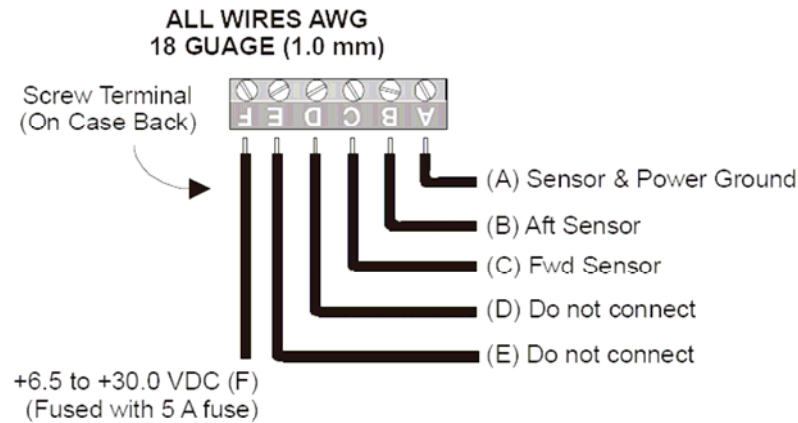 ALL WIRES AWG
18 GUAGE (1.0 mm)
Screw Terminal
(On Case Back)
F E D C B A
(A) Sensor & Power Ground
(B) Aft Sensor
(C) Fwd Sensor
(D) Do not connect
(E) Do not connect
+6.5 to +30.0 VDC (F)
(Fused with 5 A fuse)